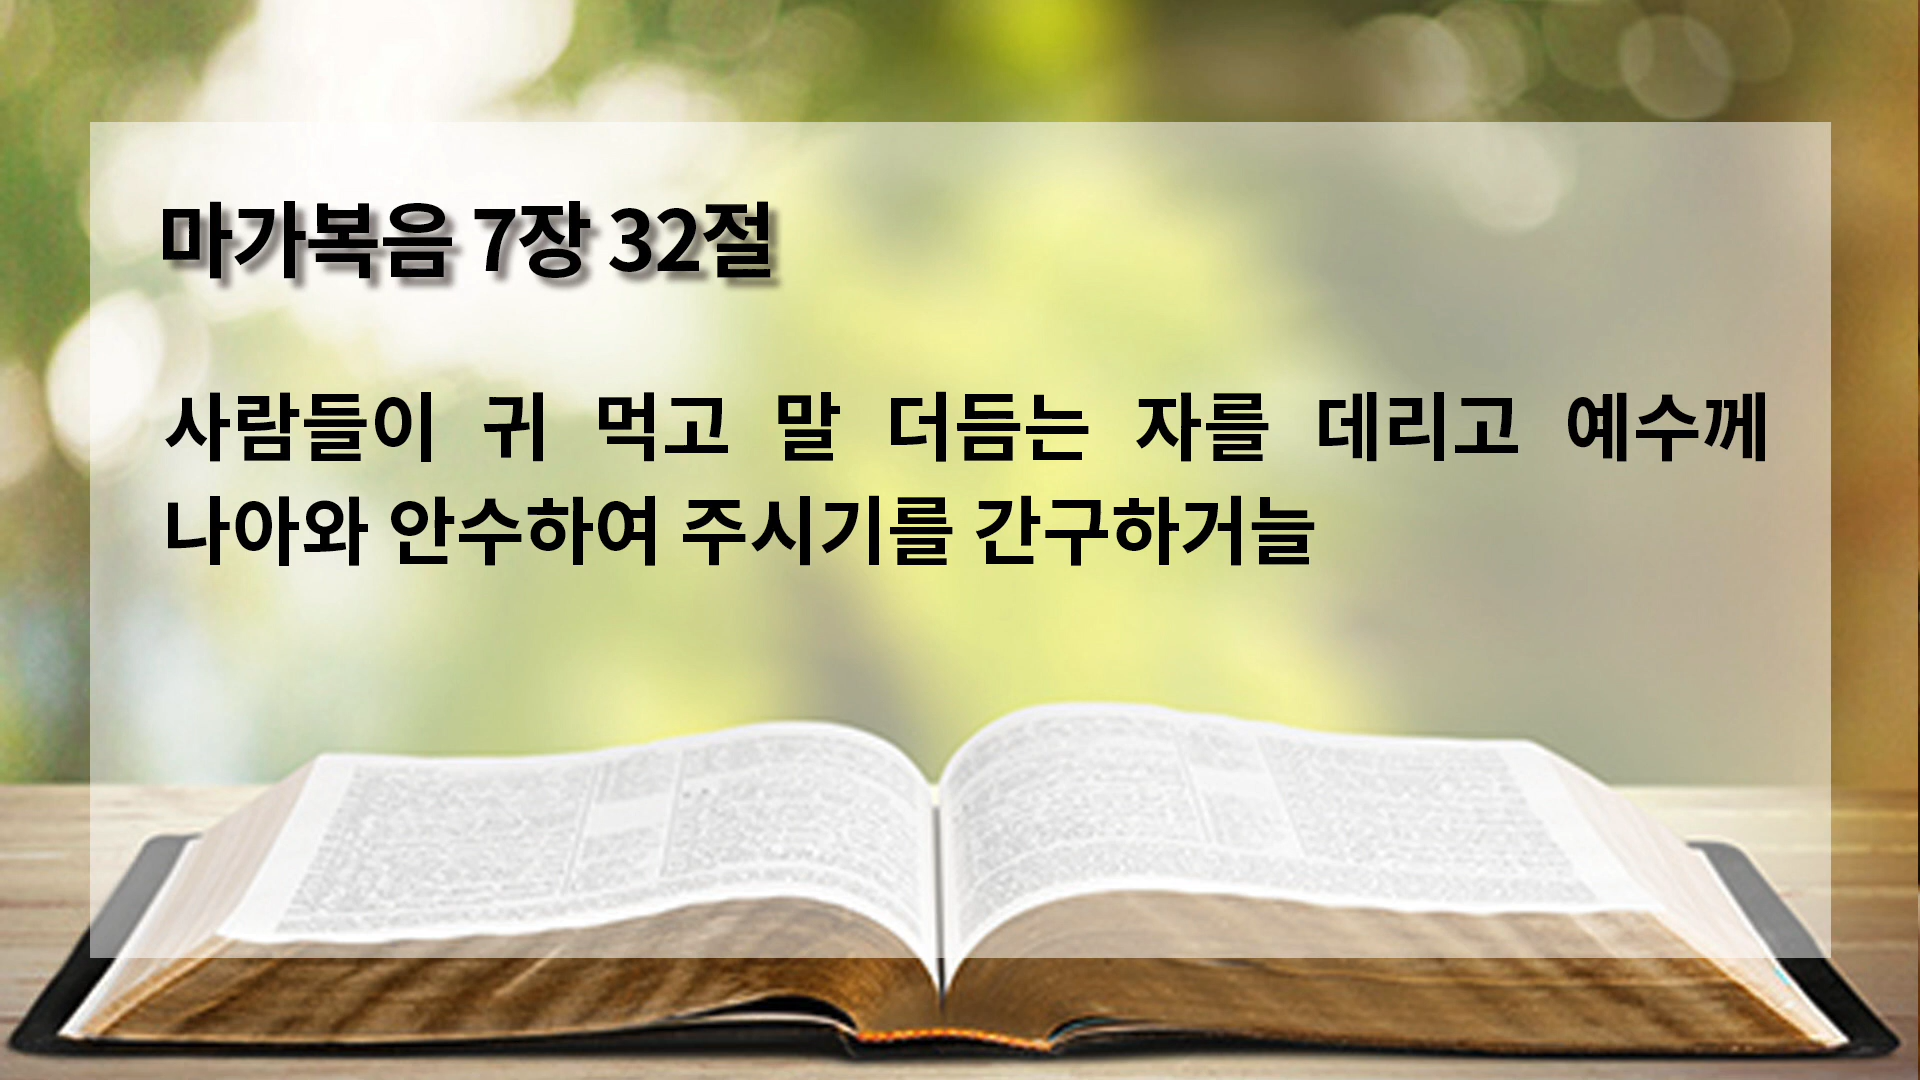 마가복음 7장 32절
사람들이 귀 먹고 말 더듬는 자를 데리고 예수께
나아와 안수하여 주시기를 간구하거늘